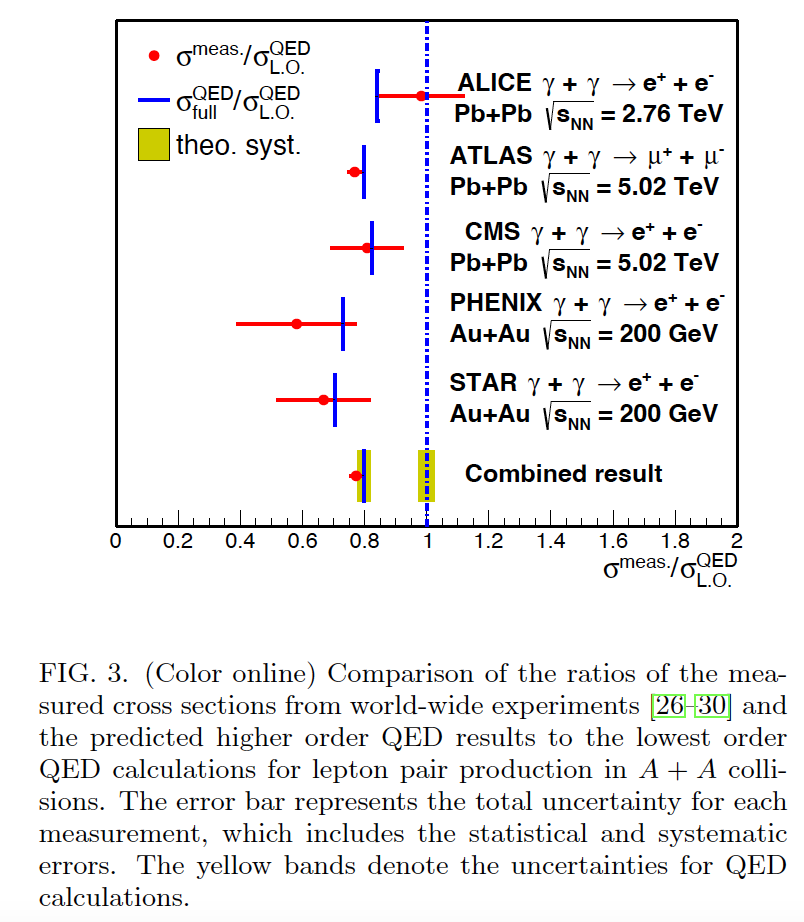 σ^meas./σ^QED_L.O.
σ^QED_full/σ^QED_L.O.
theo. syst.
ALICE γ + γ → e⁺ + e⁻
Pb+Pb √s_NN = 2.76 TeV
ATLAS γ + γ → μ⁺ + μ⁻
Pb+Pb √s_NN = 5.02 TeV
CMS γ + γ → e⁺ + e⁻
Pb+Pb √s_NN = 5.02 TeV
PHENIX γ + γ → e⁺ + e⁻
Au+Au √s_NN = 200 GeV
STAR γ + γ → e⁺ + e⁻
Au+Au √s_NN = 200 GeV
Combined result
0 0.2 0.4 0.6 0.8 1 1.2 1.4 1.6 1.8 2
σ^meas./σ^QED_L.O.
FIG. 3. (Color online) Comparison of the ratios of the mea-
sured cross sections from world-wide experiments [26–30] and
the predicted higher order QED results to the lowest order
QED calculations for lepton pair production in A + A colli-
sions. The error bar represents the total uncertainty for each
measurement, which includes the statistical and systematic
errors. The yellow bands denote the uncertainties for QED
calculations.